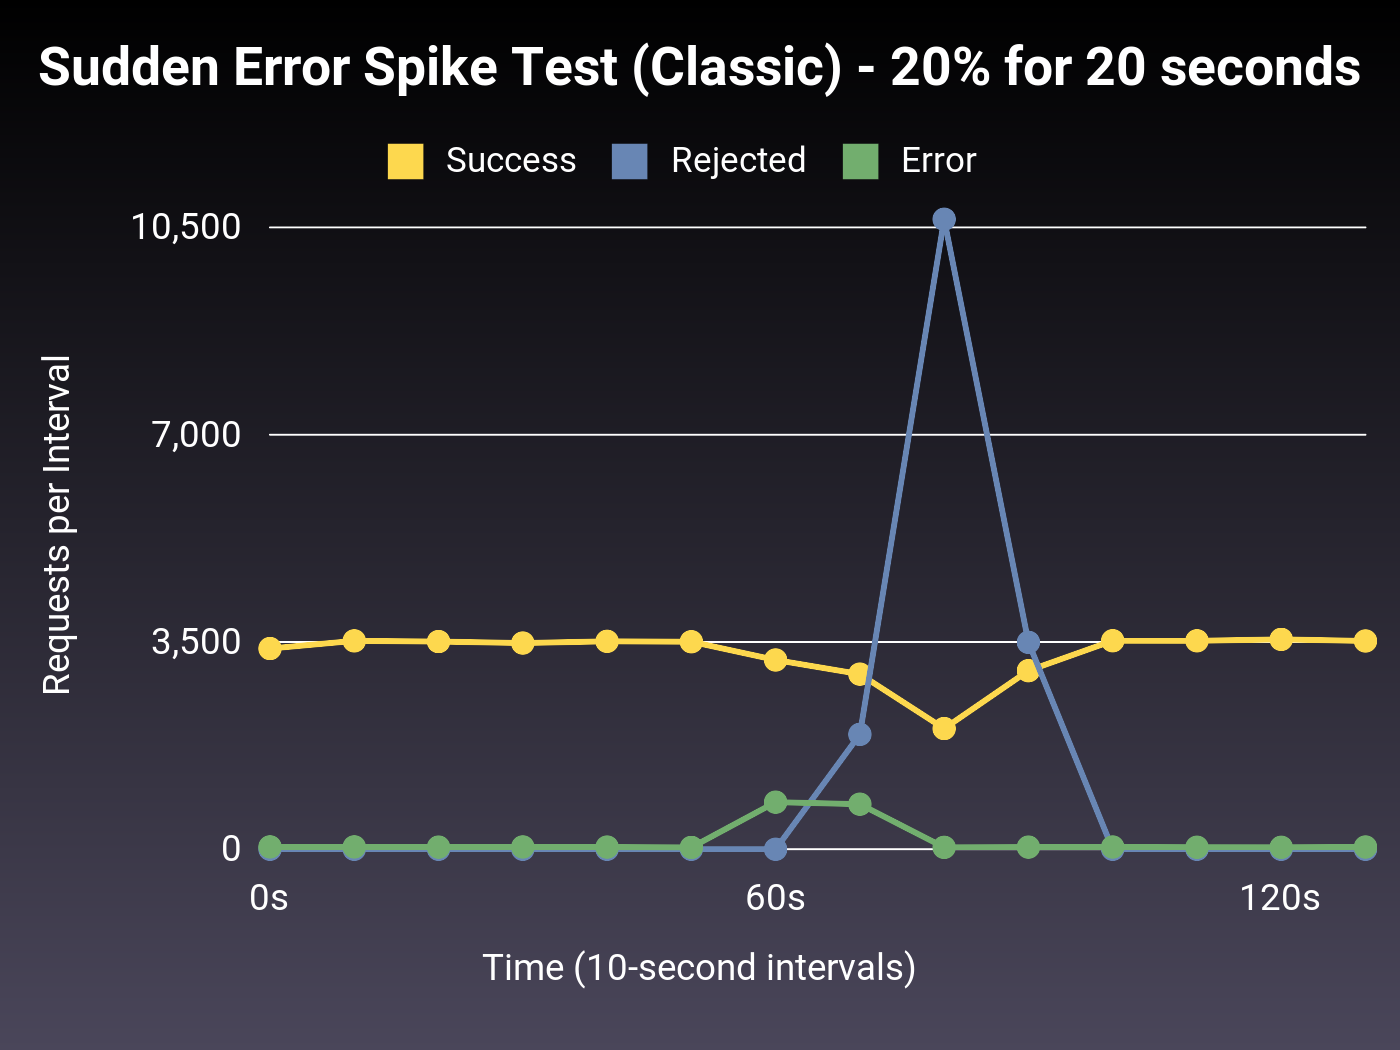 Sudden Error Spike Test (Classic) - 20% for 20 seconds
Success Rejected Error
10,500
7,000
3,500
0
Requests per Interval
0s 60s 120s
Time (10-second intervals)